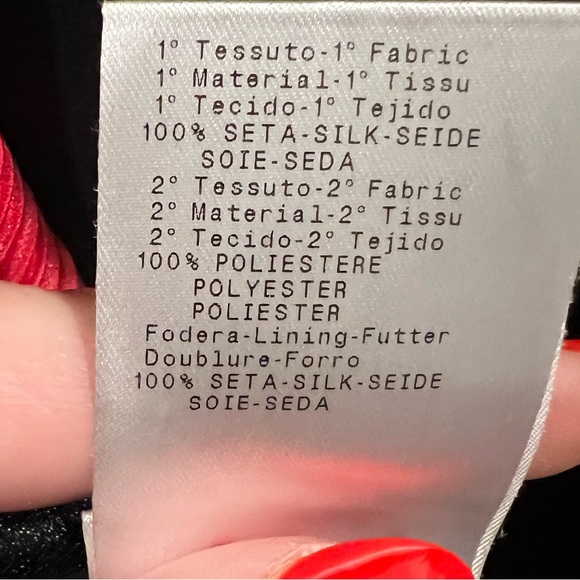 1° Tessuto-1° Fabric
1° Material-1° Tissu
1° Tecido-1° Tejido
100% SETA-SILK-SEIDE
SOIE-SEDA
2° Tessuto-2° Fabric
2° Material-2° Tissu
2° Tecido-2° Tejido
100% POLIESTERE
POLYESTER
POLIESTER
Fodera-Lining-Futter
Doublure-Forro
100% SETA-SILK-SEIDE
SOIE-SEDA